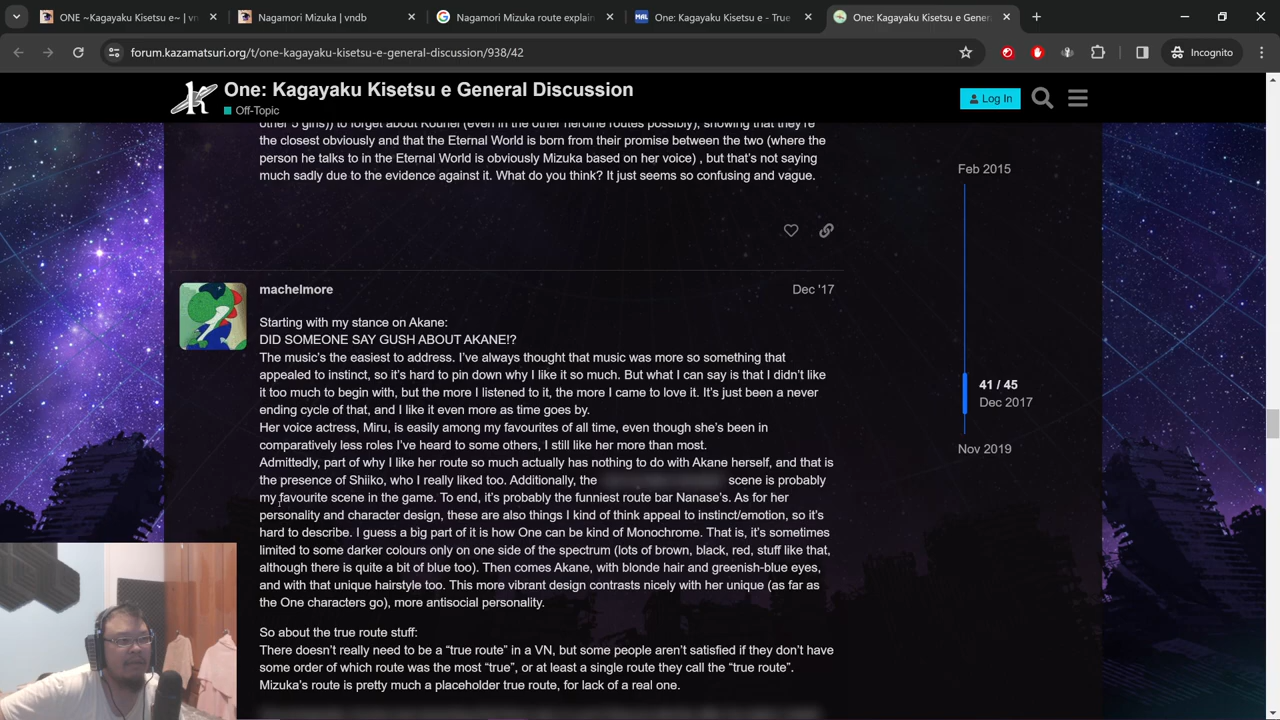 ONE ~Kagayaku Kisetsu e~ | vn
Nagamori Mizuka | vndb
Nagamori Mizuka route explain
One: Kagayaku Kisetsu e - True
One: Kagayaku Kisetsu e Gener
forum.kazamatsuri.org/t/one-kagayaku-kisetsu-e-general-discussion/938/42
Incognito
One: Kagayaku Kisetsu e General Discussion
Off-Topic
Log In
other 5 girls)) to forget about Kouhei (even in the other heroine routes possibly), showing that they're
the closest obviously and that the Eternal World is born from their promise between the two (where the
person he talks to in the Eternal World is obviously Mizuka based on her voice) , but that's not saying
much sadly due to the evidence against it. What do you think? It just seems so confusing and vague.
Feb 2015
machelmore
Dec '17
Starting with my stance on Akane:
DID SOMEONE SAY GUSH ABOUT AKANE!?
The music's the easiest to address. I've always thought that music was more so something that
appealed to instinct, so it's hard to pin down why I like it so much. But what I can say is that I didn't like
it too much to begin with, but the more I listened to it, the more I came to love it. It's just been a never
ending cycle of that, and I like it even more as time goes by.
Her voice actress, Miru, is easily among my favourites of all time, even though she's been in
comparatively less roles I've heard to some others, I still like her more than most.
Admittedly, part of why I like her route so much actually has nothing to do with Akane herself, and that is
the presence of Shiiko, who I really liked too. Additionally, the scene is probably
my favourite scene in the game. To end, it's probably the funniest route bar Nanase's. As for her
personality and character design, these are also things I kind of think appeal to instinct/emotion, so it's
hard to describe. I guess a big part of it is how One can be kind of Monochrome. That is, it's sometimes
limited to some darker colours only on one side of the spectrum (lots of brown, black, red, stuff like that,
although there is quite a bit of blue too). Then comes Akane, with blonde hair and greenish-blue eyes,
and with that unique hairstyle too. This more vibrant design contrasts nicely with her unique (as far as
the One characters go), more antisocial personality.
41 / 45
Dec 2017
Nov 2019
So about the true route stuff:
There doesn't really need to be a “true route” in a VN, but some people aren't satisfied if they don't have
some order of which route was the most “true”, or at least a single route they call the “true route”.
Mizuka's route is pretty much a placeholder true route, for lack of a real one.